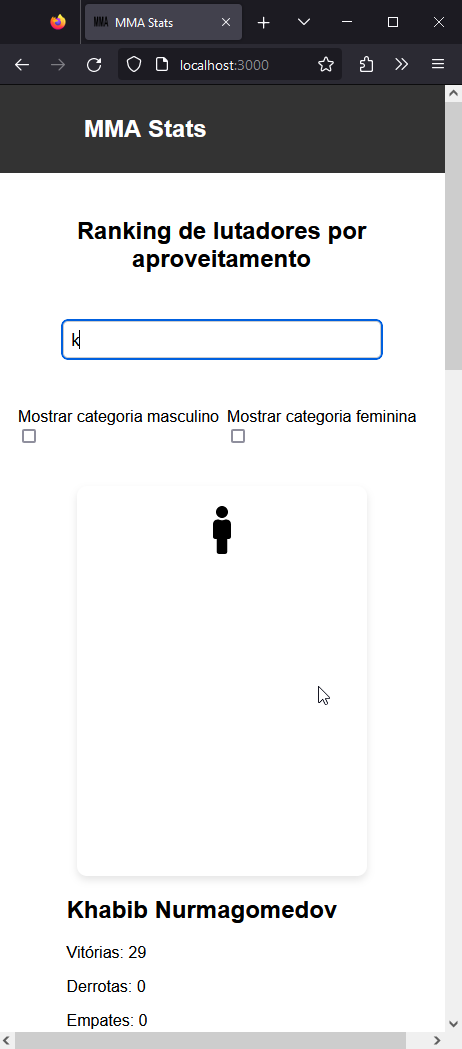 MMA Stats
localhost:3000
MMA Stats
Ranking de lutadores por
aproveitamento
k
Mostrar categoria masculino Mostrar categoria feminina
Khabib Nurmagomedov
Vitórias: 29
Derrotas: 0
Empates: 0